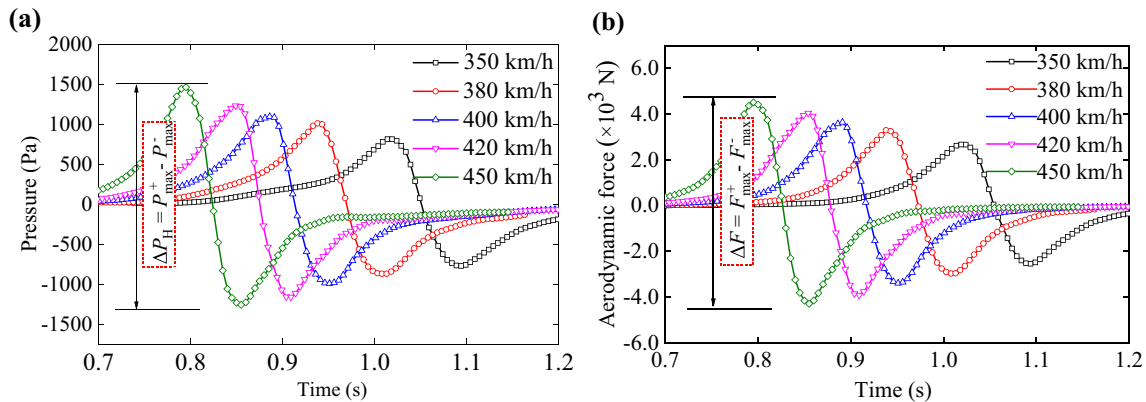 (a)
2000
1500
1000
500
0
-500
-1000
-1500
Pressure (Pa)
0.7 0.8 0.9 1.0 1.1 1.2
Time (s)
350 km/h
380 km/h
400 km/h
420 km/h
450 km/h
ΔP_H = P⁺_max - P⁻_max
(b)
6.0
4.0
2.0
0.0
-2.0
-4.0
-6.0
Aerodynamic force (×10³ N)
0.7 0.8 0.9 1.0 1.1 1.2
Time (s)
350 km/h
380 km/h
400 km/h
420 km/h
450 km/h
ΔF = F⁺_max - F⁻_max